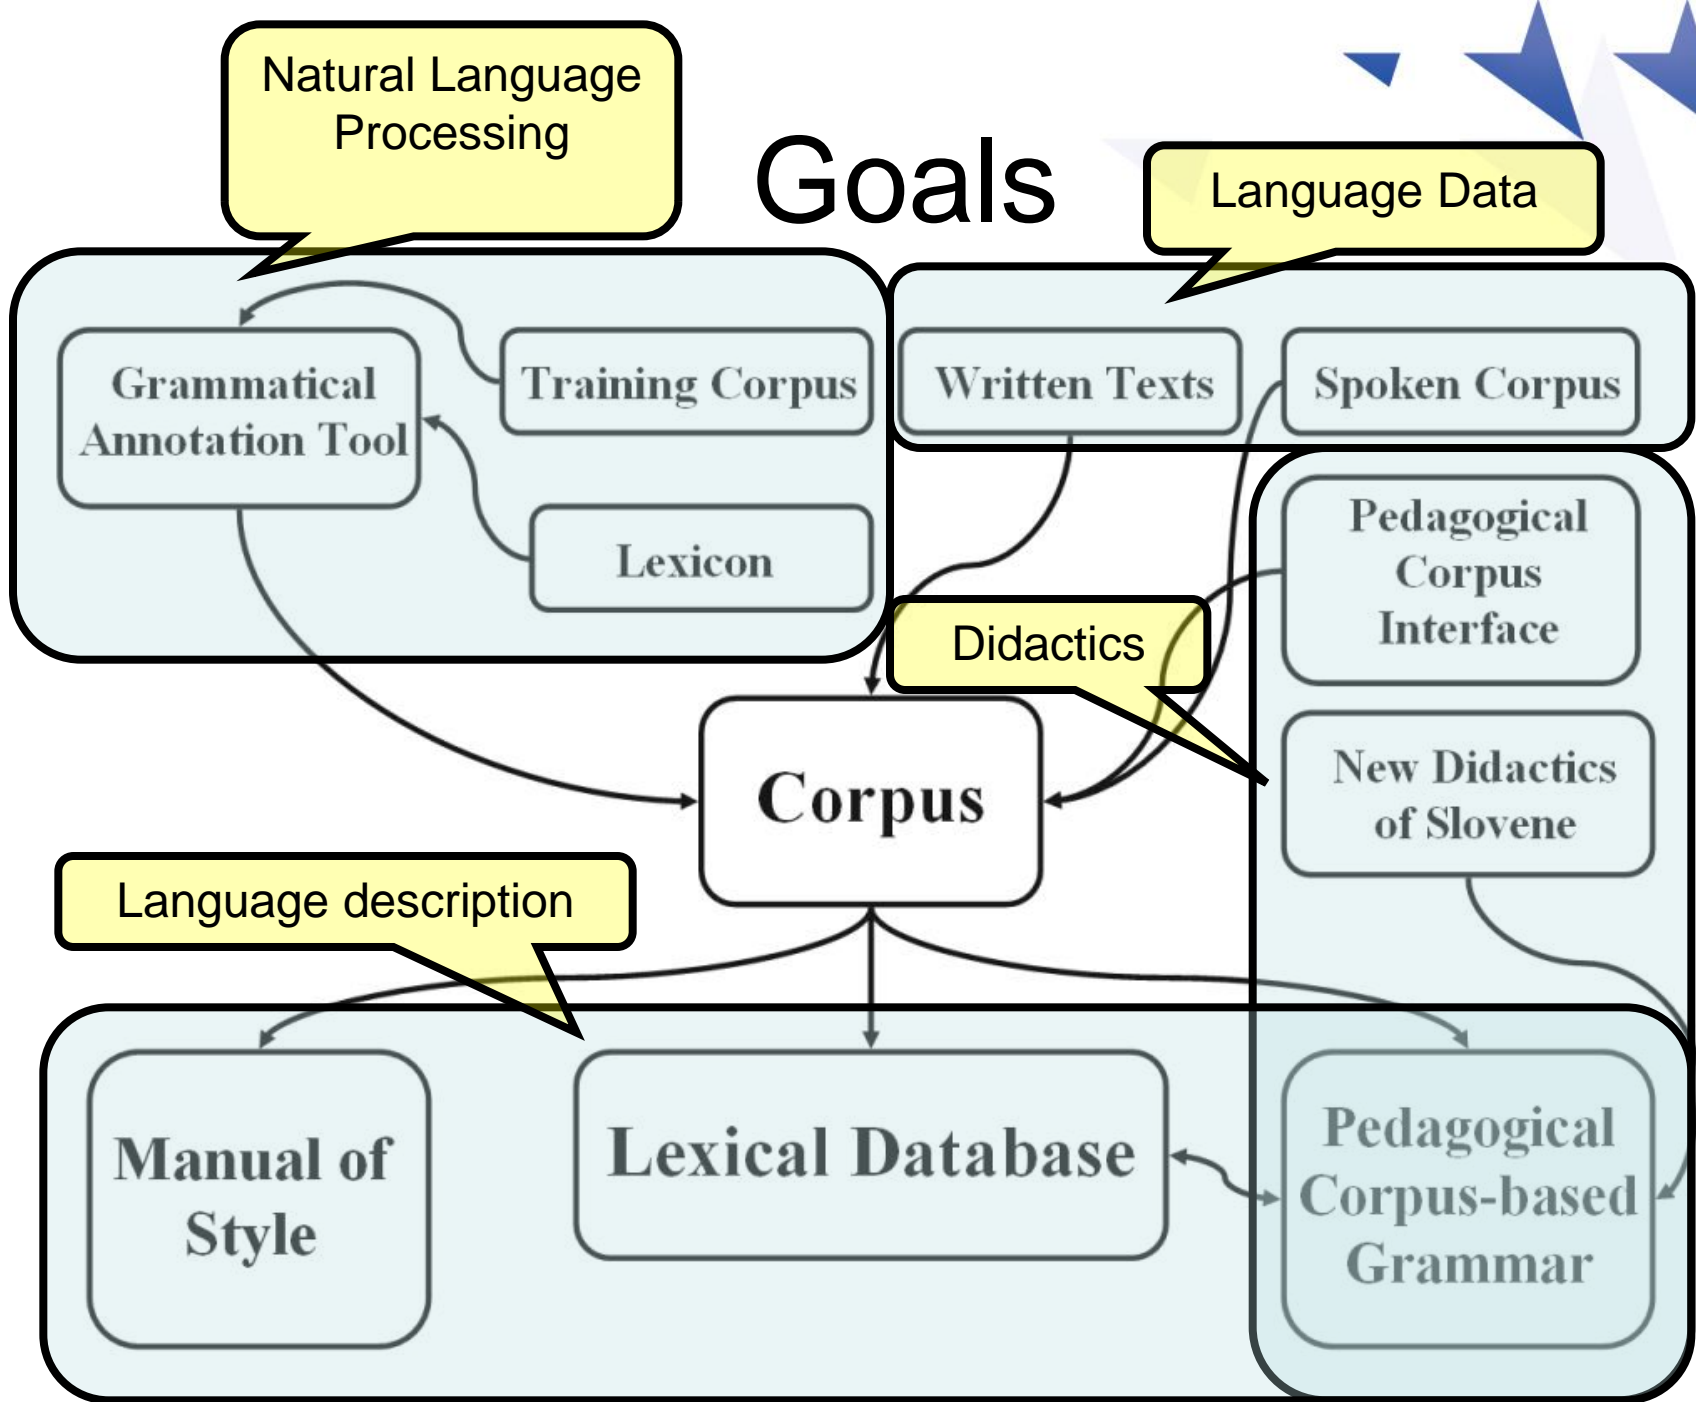 Natural Language
Processing
Goals
Language Data
Grammatical
Annotation Tool
Training Corpus
Written Texts
Spoken Corpus
Lexicon
Pedagogical
Corpus
Interface
Didactics
Corpus
New Didactics
of Slovene
Language description
Manual of
Style
Lexical Database
Pedagogical
Corpus-based
Grammar